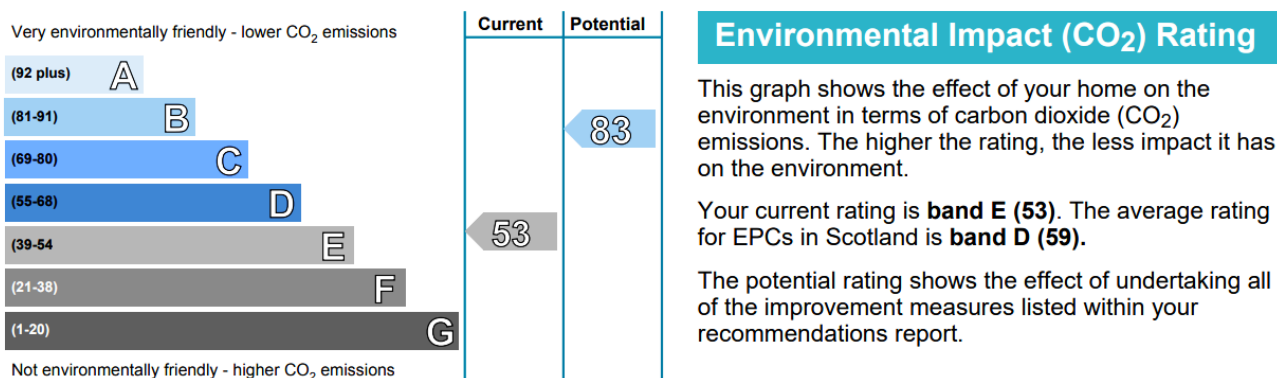 Very environmentally friendly - lower CO2 emissions
Current
Potential
(92 plus) A
(81-91) B
83
(69-80) C
(55-68) D
(39-54 E
53
(21-38) F
(1-20) G
Not environmentally friendly - higher CO2 emissions
Environmental Impact (CO2) Rating
This graph shows the effect of your home on the
environment in terms of carbon dioxide (CO2)
emissions. The higher the rating, the less impact it has
on the environment.
Your current rating is band E (53). The average rating
for EPCs in Scotland is band D (59).
The potential rating shows the effect of undertaking all
of the improvement measures listed within your
recommendations report.